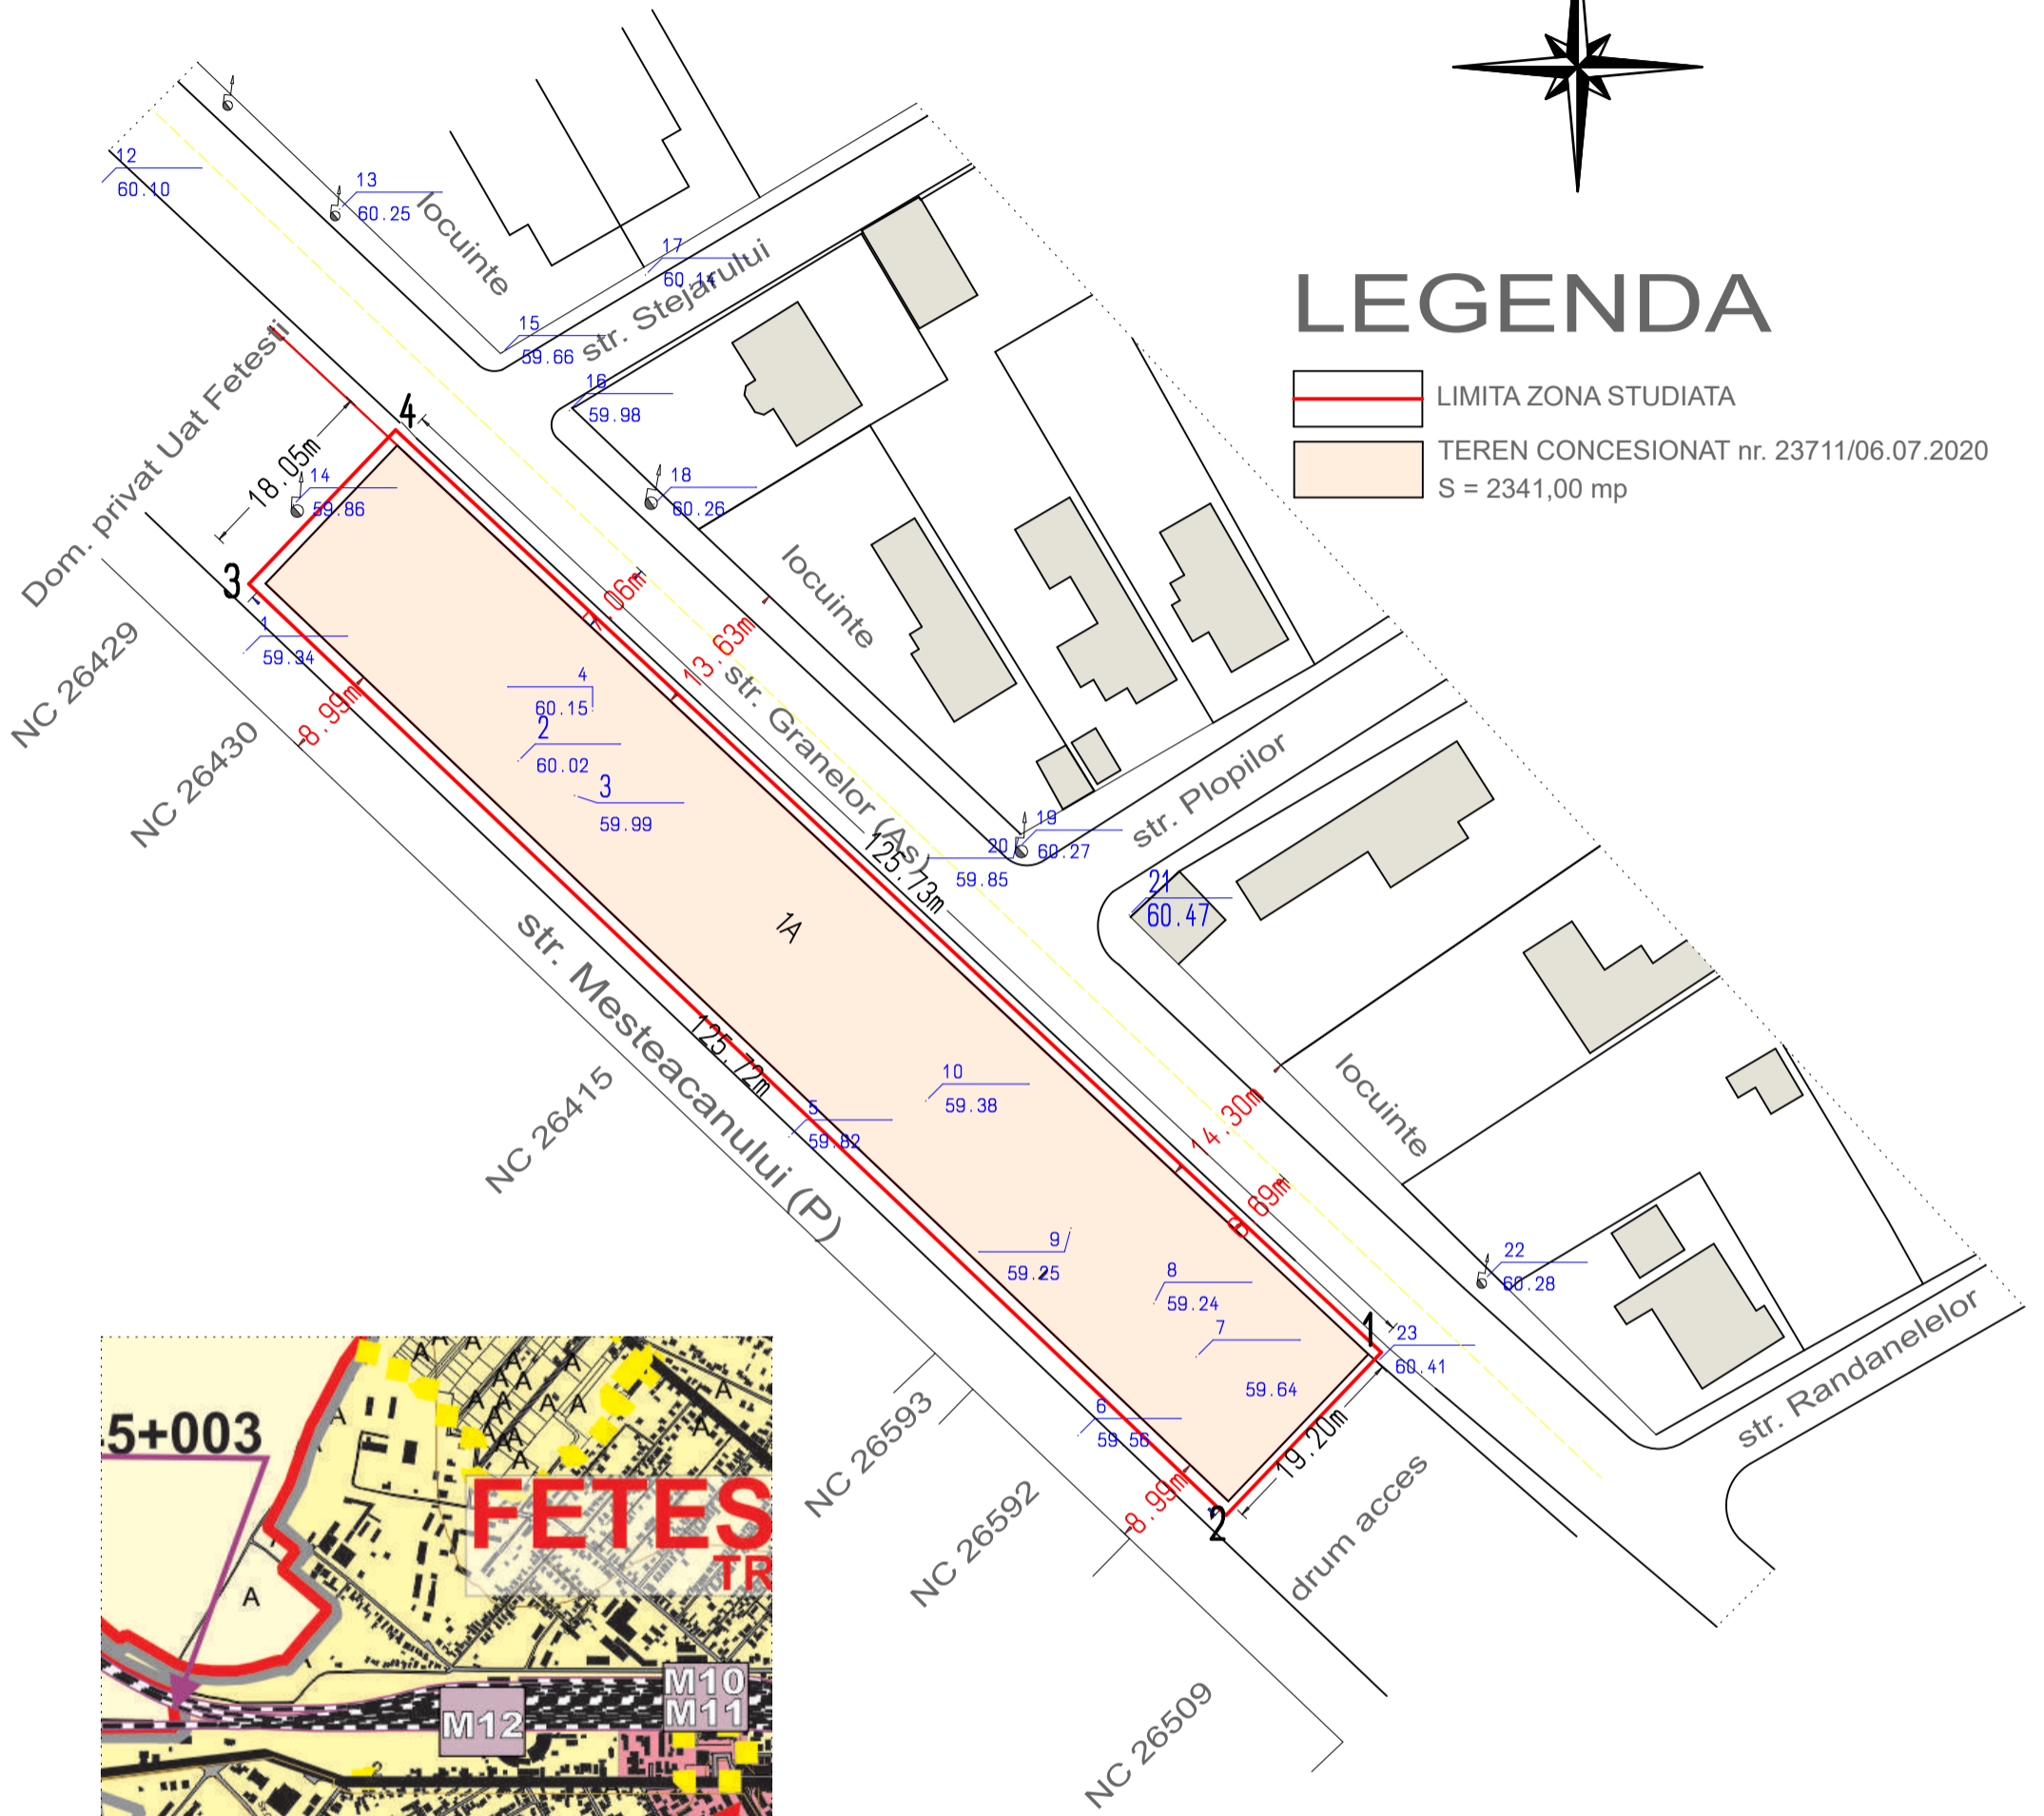 12
60.10
13
60.25
locuinte
17
60.14
str. Stejarului
15
59.66
16
59.98
LEGENDA
LIMITA ZONA STUDIATA
TEREN CONCESIONAT nr. 23711/06.07.2020
S = 2341,00 mp
Dom. privat Uat Fetesti
4
18.05m
14
59.86
18
60.26
3
1
59.34
locuinte
13.63m
NC 26429
8.99m
4
60.15
2
60.02
3
59.99
str. Granelor (As)
NC 26430
str. Plopilor
19
60.27
20
59.85
125.73m
21
60.47
1A
str. Mesteacanului (P)
125.72m
NC 26415
10
59.38
5
59.82
locuinte
14.30m
9
59.25
8
59.24
7
59.64
22
60.28
1
23
60.41
str. Randanelelor
6
59.56
19.20m
NC 26593
8.99m
2
drum acces
NC 26592
NC 26509
5+003
FETES
TR
A
M12
M10
M11